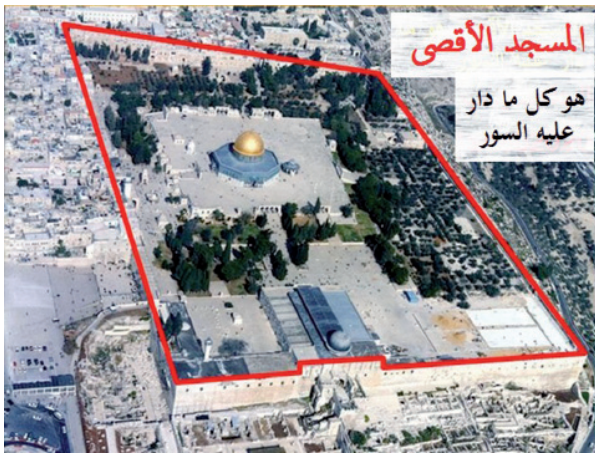 المسجد الأقصى
هو كل ما دار
عليه السور